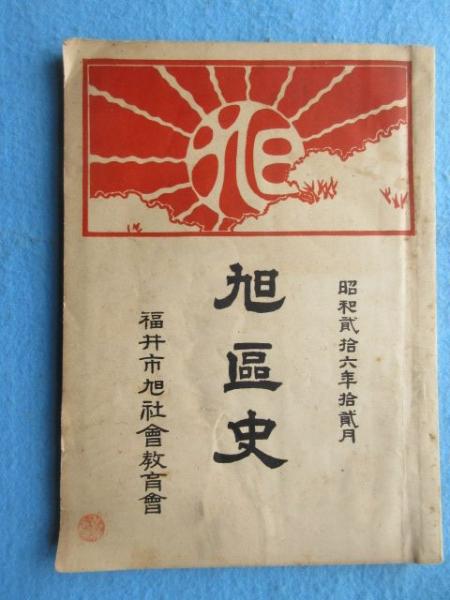 旭
昭和貳拾六年拾貳月
旭區史
福井市旭社會教育會